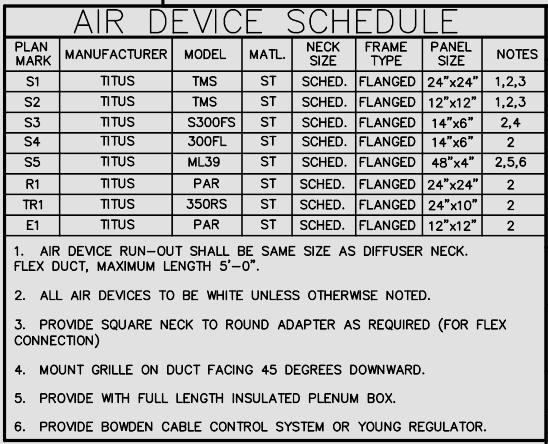 AIR DEVICE SCHEDULE
PLAN MARK MANUFACTURER MODEL MATL. NECK SIZE FRAME TYPE PANEL SIZE NOTES
S1 TITUS TMS ST SCHED. FLANGED 24"x24" 1,2,3
S2 TITUS TMS ST SCHED. FLANGED 12"x12" 1,2,3
S3 TITUS S300FS ST SCHED. FLANGED 14"x6" 2,4
S4 TITUS 300FL ST SCHED. FLANGED 14"x6" 2
S5 TITUS ML39 ST SCHED. FLANGED 48"x4" 2,5,6
R1 TITUS PAR ST SCHED. FLANGED 24"x24" 2
TR1 TITUS 350RS ST SCHED. FLANGED 24"x10" 2
E1 TITUS PAR ST SCHED. FLANGED 12"x12" 2
1. AIR DEVICE RUN-OUT SHALL BE SAME SIZE AS DIFFUSER NECK.
FLEX DUCT, MAXIMUM LENGTH 5'-0".
2. ALL AIR DEVICES TO BE WHITE UNLESS OTHERWISE NOTED.
3. PROVIDE SQUARE NECK TO ROUND ADAPTER AS REQUIRED (FOR FLEX
CONNECTION)
4. MOUNT GRILLE ON DUCT FACING 45 DEGREES DOWNWARD.
5. PROVIDE WITH FULL LENGTH INSULATED PLENUM BOX.
6. PROVIDE BOWDEN CABLE CONTROL SYSTEM OR YOUNG REGULATOR.